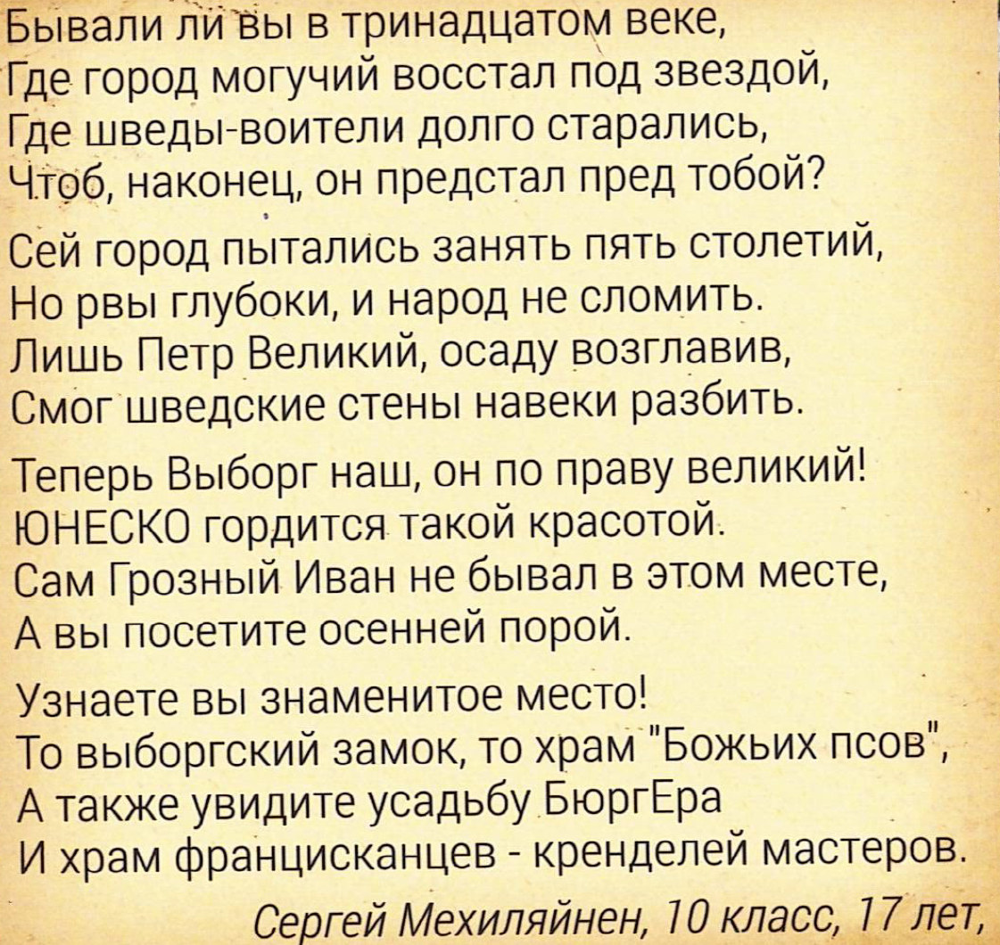 Бывали ли вы в тринадцатом веке,
Где город могучий восстал под звездой,
Где шведы-воители долго старались,
Чтоб, наконец, он предстал пред тобой?
Сей город пытались занять пять столетий,
Но рвы глубоки, и народ не сломить.
Лишь Петр Великий, осаду возглавив,
Смог шведские стены навеки разбить.
Теперь Выборг наш, он по праву великий!
ЮНЕСКО гордится такой красотой.
Сам Грозный Иван не бывал в этом месте,
А вы посетите осенней порой.
Узнаете вы знаменитое место!
То выборгский замок, то храм "Божьих псов",
А также увидите усадьбу БюргЕра
И храм францисканцев - кренделей мастеров.
Сергей Мехиляйнен, 10 класс, 17 лет,